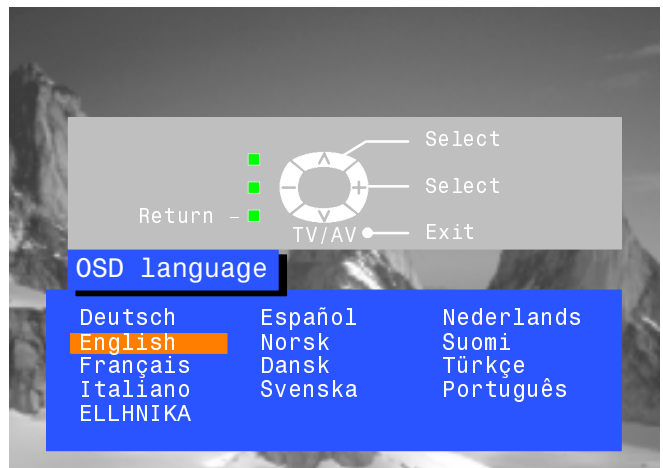 Select
Select
Return –
TV/AV
Exit
OSD language
Deutsch Español Nederlands
English Norsk Suomi
Français Dansk Türkçe
Italiano Svenska Português
ELLHNIKA